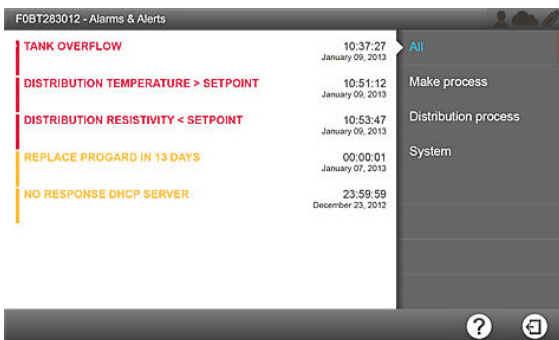 F0BT283012 - Alarms & Alerts
TANK OVERFLOW
10:37:27
January 09, 2013
DISTRIBUTION TEMPERATURE > SETPOINT
10:51:12
January 09, 2013
DISTRIBUTION RESISTIVITY < SETPOINT
10:53:47
January 09, 2013
REPLACE PROGARD IN 13 DAYS
00:00:01
January 07, 2013
NO RESPONSE DHCP SERVER
23:59:59
December 23, 2012
All
Make process
Distribution process
System
?